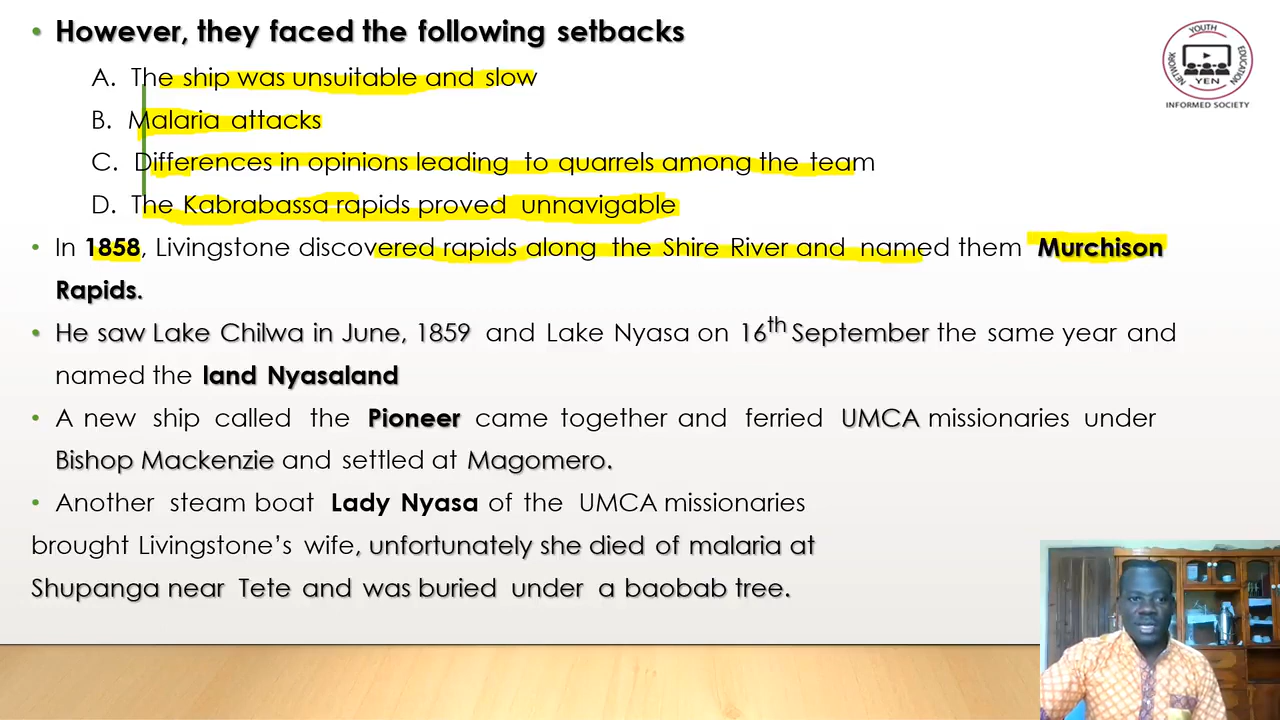 • However, they faced the following setbacks
A. The ship was unsuitable and slow
B. Malaria attacks
C. Differences in opinions leading to quarrels among the team
D. The Kabrabassa rapids proved unnavigable
• In 1858, Livingstone discovered rapids along the Shire River and named them Murchison
Rapids.
• He saw Lake Chilwa in June, 1859 and Lake Nyasa on 16th September the same year and
named the land Nyasaland
• A new ship called the Pioneer came together and ferried UMCA missionaries under
Bishop Mackenzie and settled at Magomero.
• Another steam boat Lady Nyasa of the UMCA missionaries
brought Livingstone’s wife, unfortunately she died of malaria at
Shupanga near Tete and was buried under a baobab tree.
YOUTH
EDUCATION
NETWORK
YEN
INFORMED SOCIETY